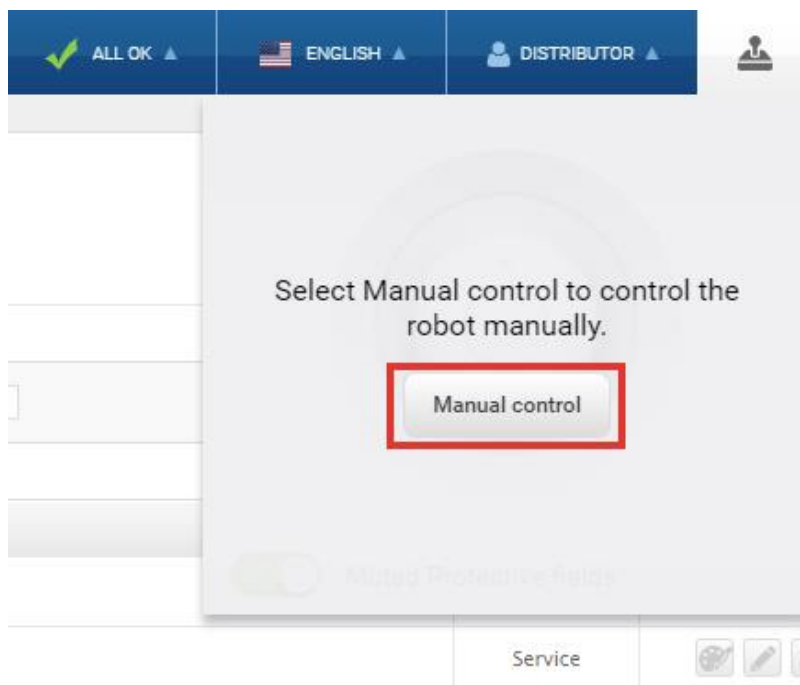 ALL OK
ENGLISH
DISTRIBUTOR
Select Manual control to control the
robot manually.
Manual control
Muted Protective fields
Service